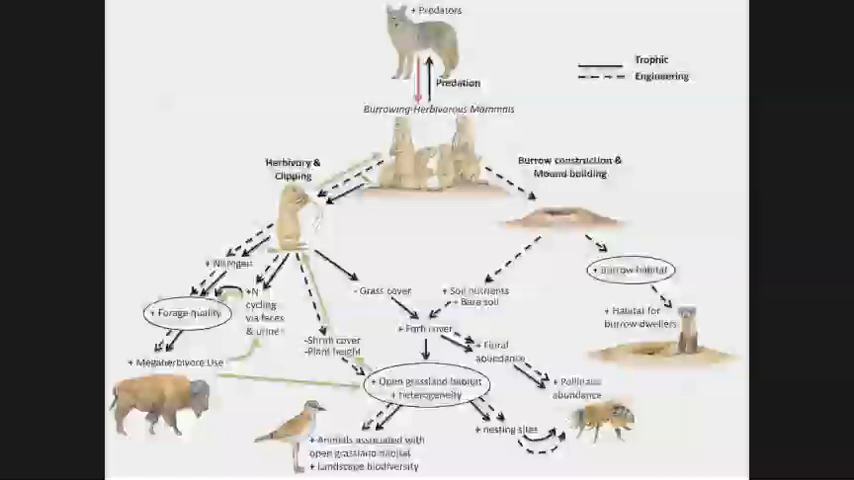 + Predators
Trophic
Engineering
Predation
Burrowing Herbivorous Mammals
Herbivory &
Clipping
Burrow construction &
Mound building
+ Nitrogen
+N
cycling
via feces
& urine
- Grass cover
+ Soil nutrients
+ Bare soil
+ Burrow habitat
+ Forage quality
+ Habitat for
burrow dwellers
+ Forb cover
-Shrub cover
-Plant height
+ Floral
abundance
+ Megaherbivore Use
+ Open grassland habitat
+ heterogeneity
+ Pollinator
abundance
+ nesting sites
+ Animals associated with
open grassland habitat
+ Landscape biodiversity